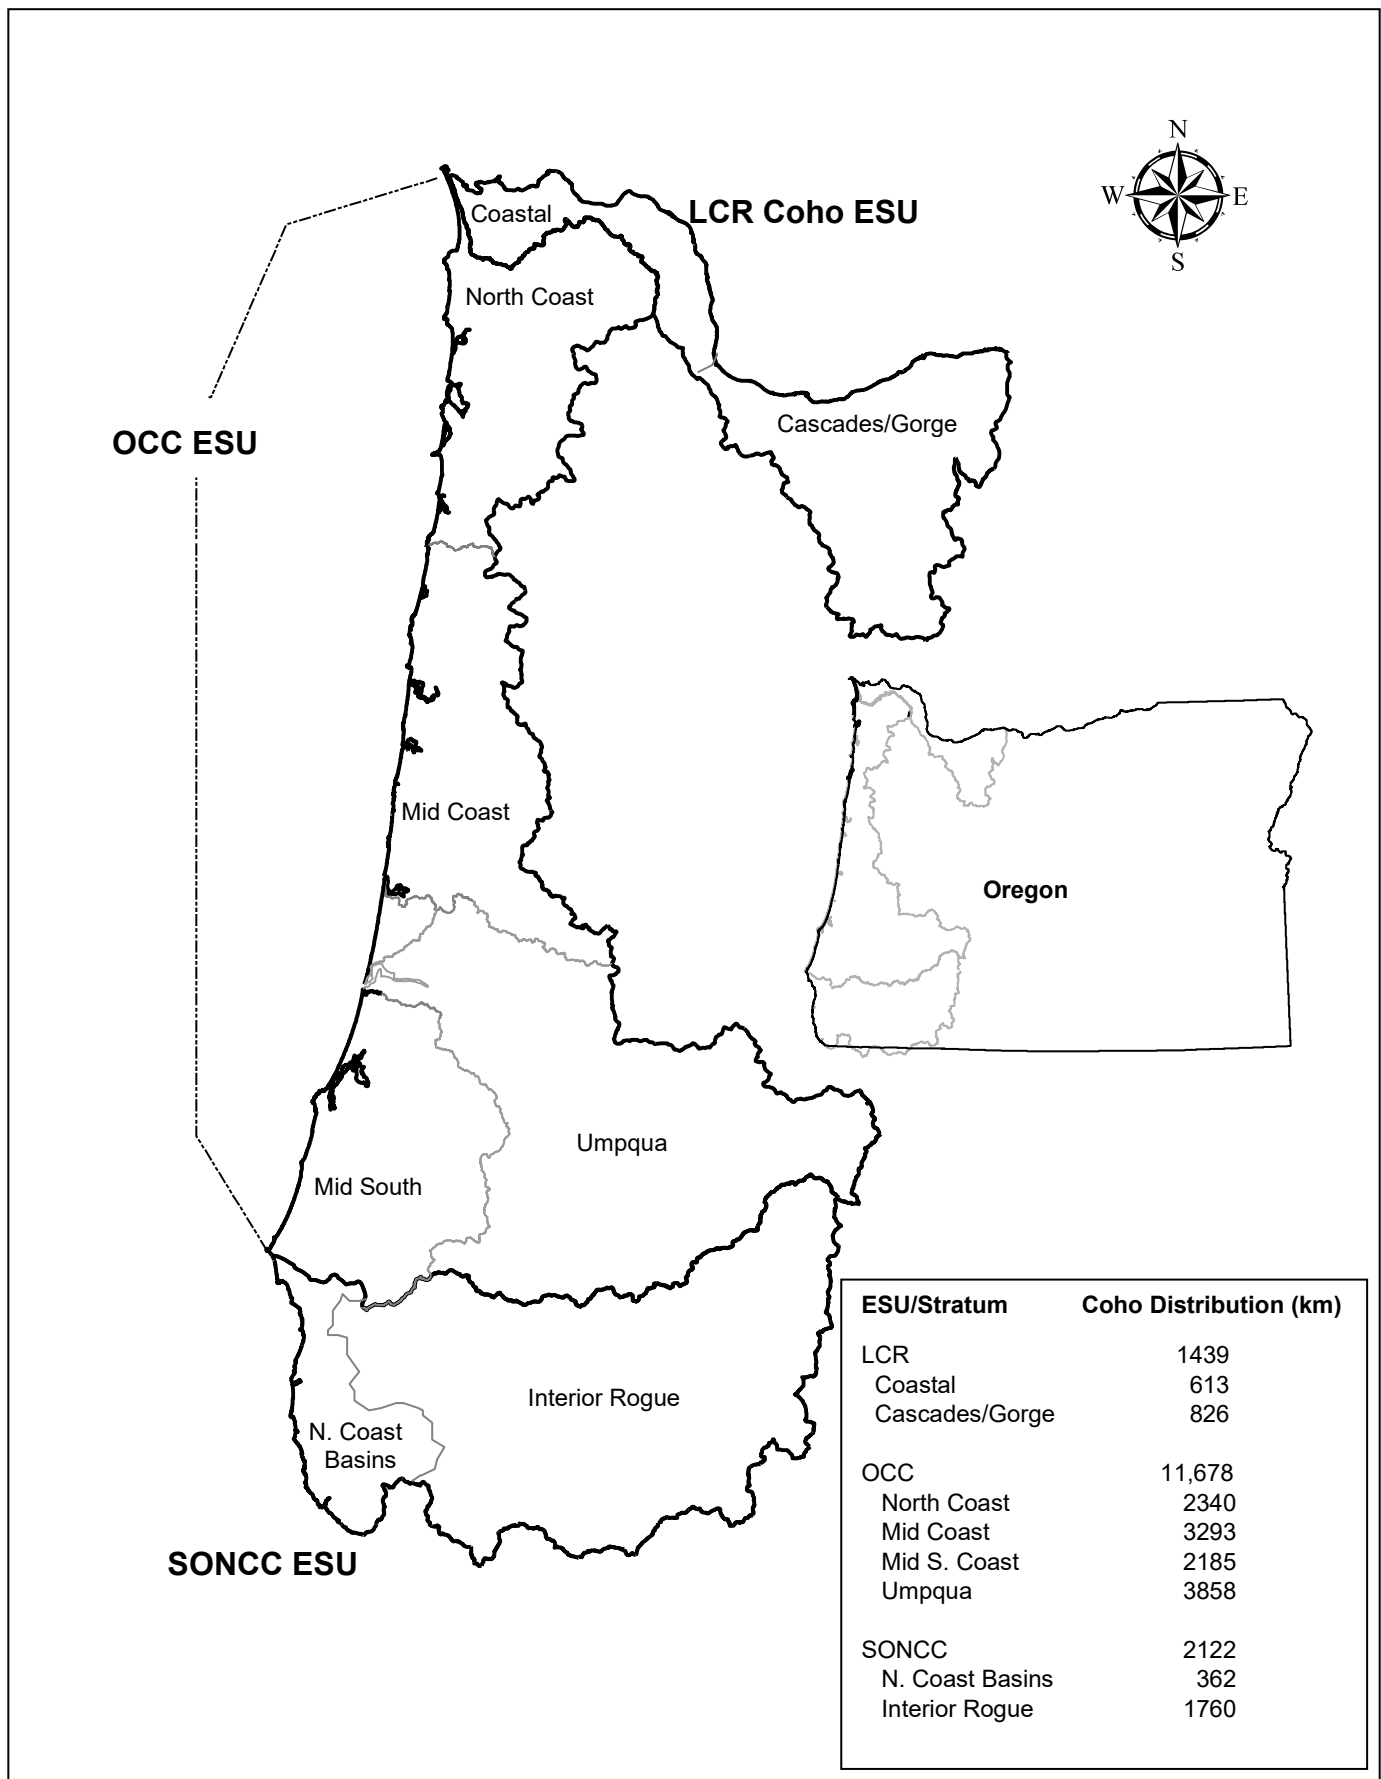 N
W E
S
Coastal
LCR Coho ESU
North Coast
Cascades/Gorge
OCC ESU
Mid Coast
Oregon
Umpqua
Mid South
Interior Rogue
N. Coast
Basins
SONCC ESU
ESU/Stratum Coho Distribution (km)
LCR 1439
Coastal 613
Cascades/Gorge 826
OCC 11,678
North Coast 2340
Mid Coast 3293
Mid S. Coast 2185
Umpqua 3858
SONCC 2122
N. Coast Basins 362
Interior Rogue 1760